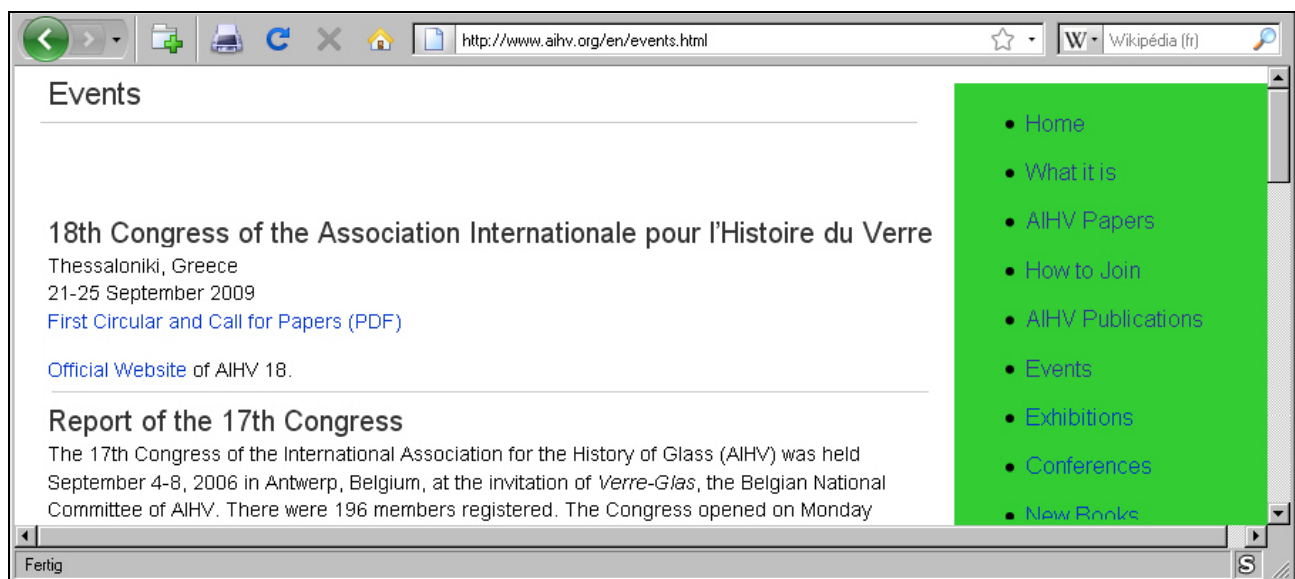 http://www.aihv.org/en/events.html
W
Wikipédia (fr)
Events
18th Congress of the Association Internationale pour l'Histoire du Verre
Thessaloniki, Greece
21-25 September 2009
First Circular and Call for Papers (PDF)
Official Website of AIHV 18.
Report of the 17th Congress
The 17th Congress of the International Association for the History of Glass (AIHV) was held
September 4-8, 2006 in Antwerp, Belgium, at the invitation of Verre-Glas, the Belgian National
Committee of AIHV. There were 196 members registered. The Congress opened on Monday
Home
What it is
AIHV Papers
How to Join
AIHV Publications
Events
Exhibitions
Conferences
New Books
Fertig
S